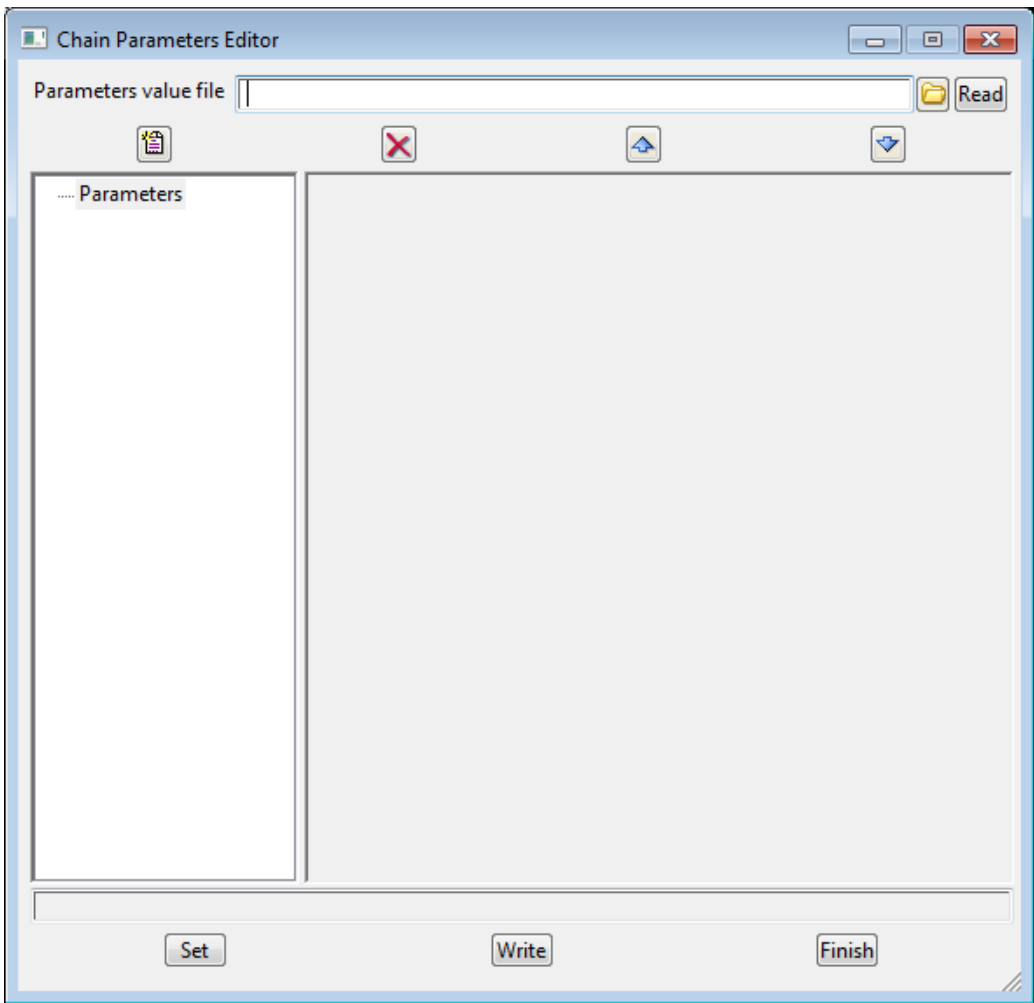 Chain Parameters Editor
Parameters value file Read
Parameters
Set Write Finish